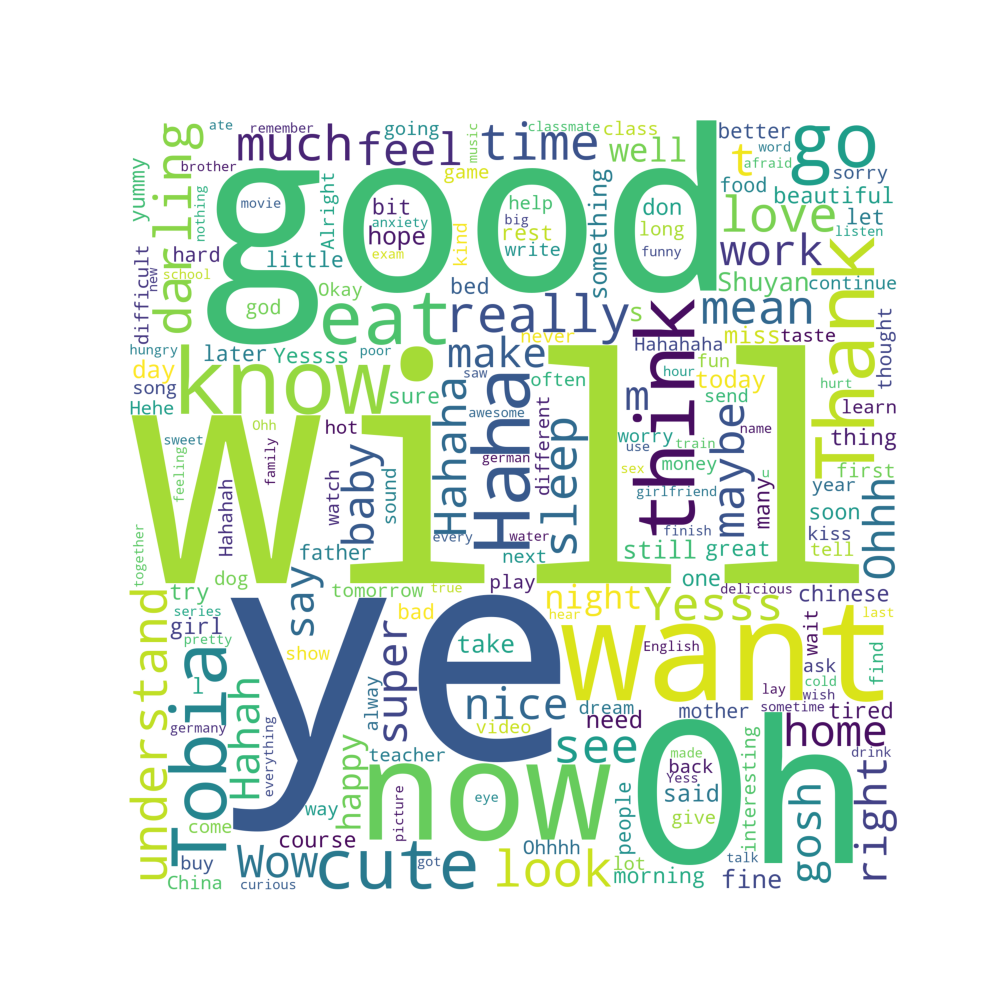 ate
remember
going
classmate
class
better
go
music
much
feel
time
word
t
afraid
well
sorry
brother
game
yummy
darling
good
movie
nothing
Alright
bit
anxiety
hope
exam
help
big
rest
write
kind
something
don
long
funny
food
beautiful
love
let
listen
work
hard
little
difficult
new
school
god
Okay
bed
Shuyan
continue
Thank
eat
really
s
mean
hungry
later
Yessss
poor
never
Hahahaha
miss
taste
thought
know
make
saw
often
fun
hour
today
hurt
day
song
Hehe
sure
m
send
learn
awesome
think
sweet
Ohh
hot
Hahaha
Haha
german
different
sleep
worry
use
train
maybe
name
many
thing
feeling
family
Hahahah
watch
baby
sound
sex
money
u
first
girlfriend
year
will
every
water
finish
soon
kiss
Ohhh
together
father
next
still
great
tell
try
dog
say
tomorrow
true
play
one
delicious
chinese
understand
series
bad
night
Yesss
last
hear
girl
pretty
show
ye
take
want
English
wait
ask
find
cold
l
Tobia
super
alway
nice
dream
need
mother
lay
wish
sometime
tired
germany
Hahah
everything
video
see
Oh
home
happy
teacher
made
back
Yess
interesting
drink
now
eye
said
right
way
picture
people
give
gosh
come
course
Ohhhh
buy
Wow
cute
got
look
lot
talk
China
curious
morning
fine